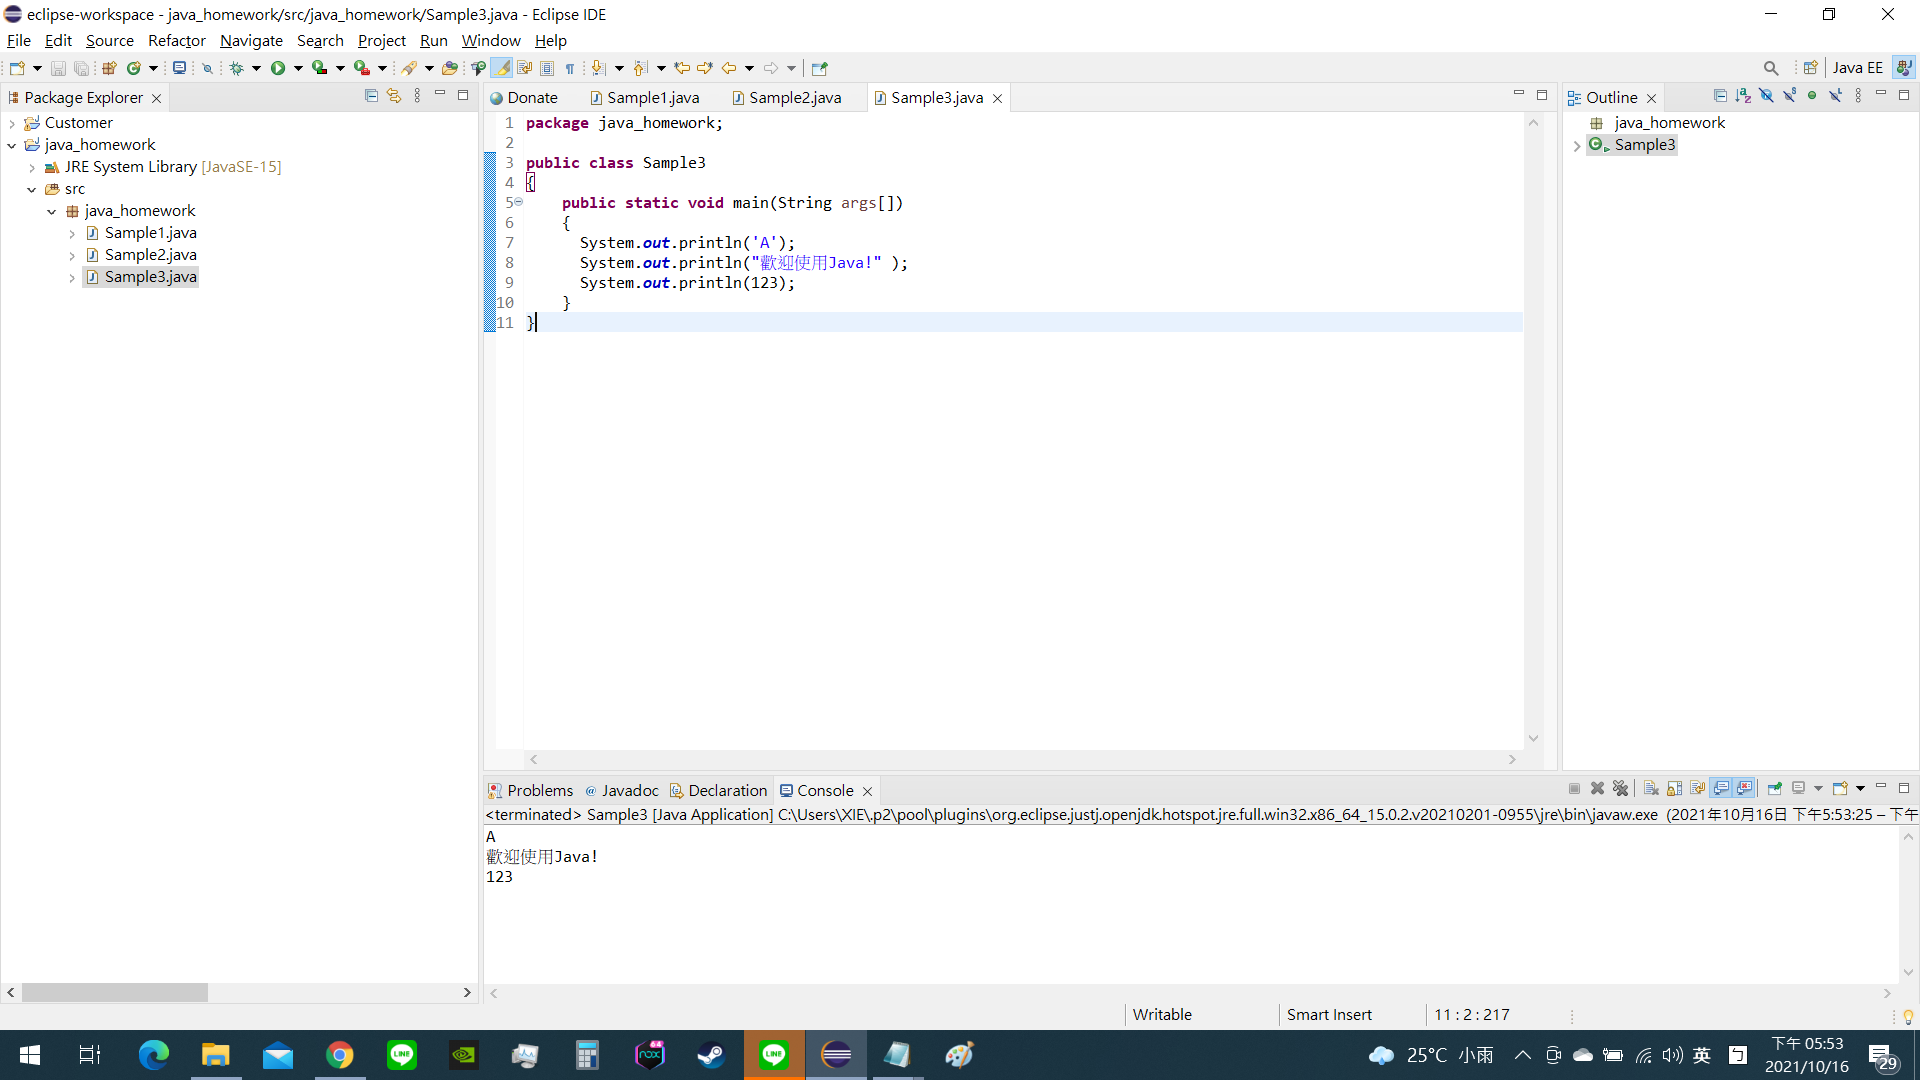 eclipse-workspace - java_homework/src/java_homework/Sample3.java - Eclipse IDE
File Edit Source Refactor Navigate Search Project Run Window Help
Java EE
Package Explorer
Customer
java_homework
JRE System Library [JavaSE-15]
src
java_homework
Sample1.java
Sample2.java
Sample3.java
Donate Sample1.java Sample2.java Sample3.java
1 package java_homework;
2
3 public class Sample3
4 {
5 public static void main(String args[])
6 {
7 System.out.println('A');
8 System.out.println("歡迎使用Java!" );
9 System.out.println(123);
10 }
11 }
Outline
java_homework
Sample3
Problems @ Javadoc Declaration Console
<terminated> Sample3 [Java Application] C:\Users\XIE\.p2\pool\plugins\org.eclipse.justj.openjdk.hotspot.jre.full.win32.x86_64_15.0.2.v20210201-0955\jre\bin\javaw.exe (2021年10月16日 下午5:53:25 – 下午
A
歡迎使用Java!
123
Writable Smart Insert 11 : 2 : 217
LINE
64
nox
LINE
25°C 小雨
英
下午 05:53
2021/10/16
29